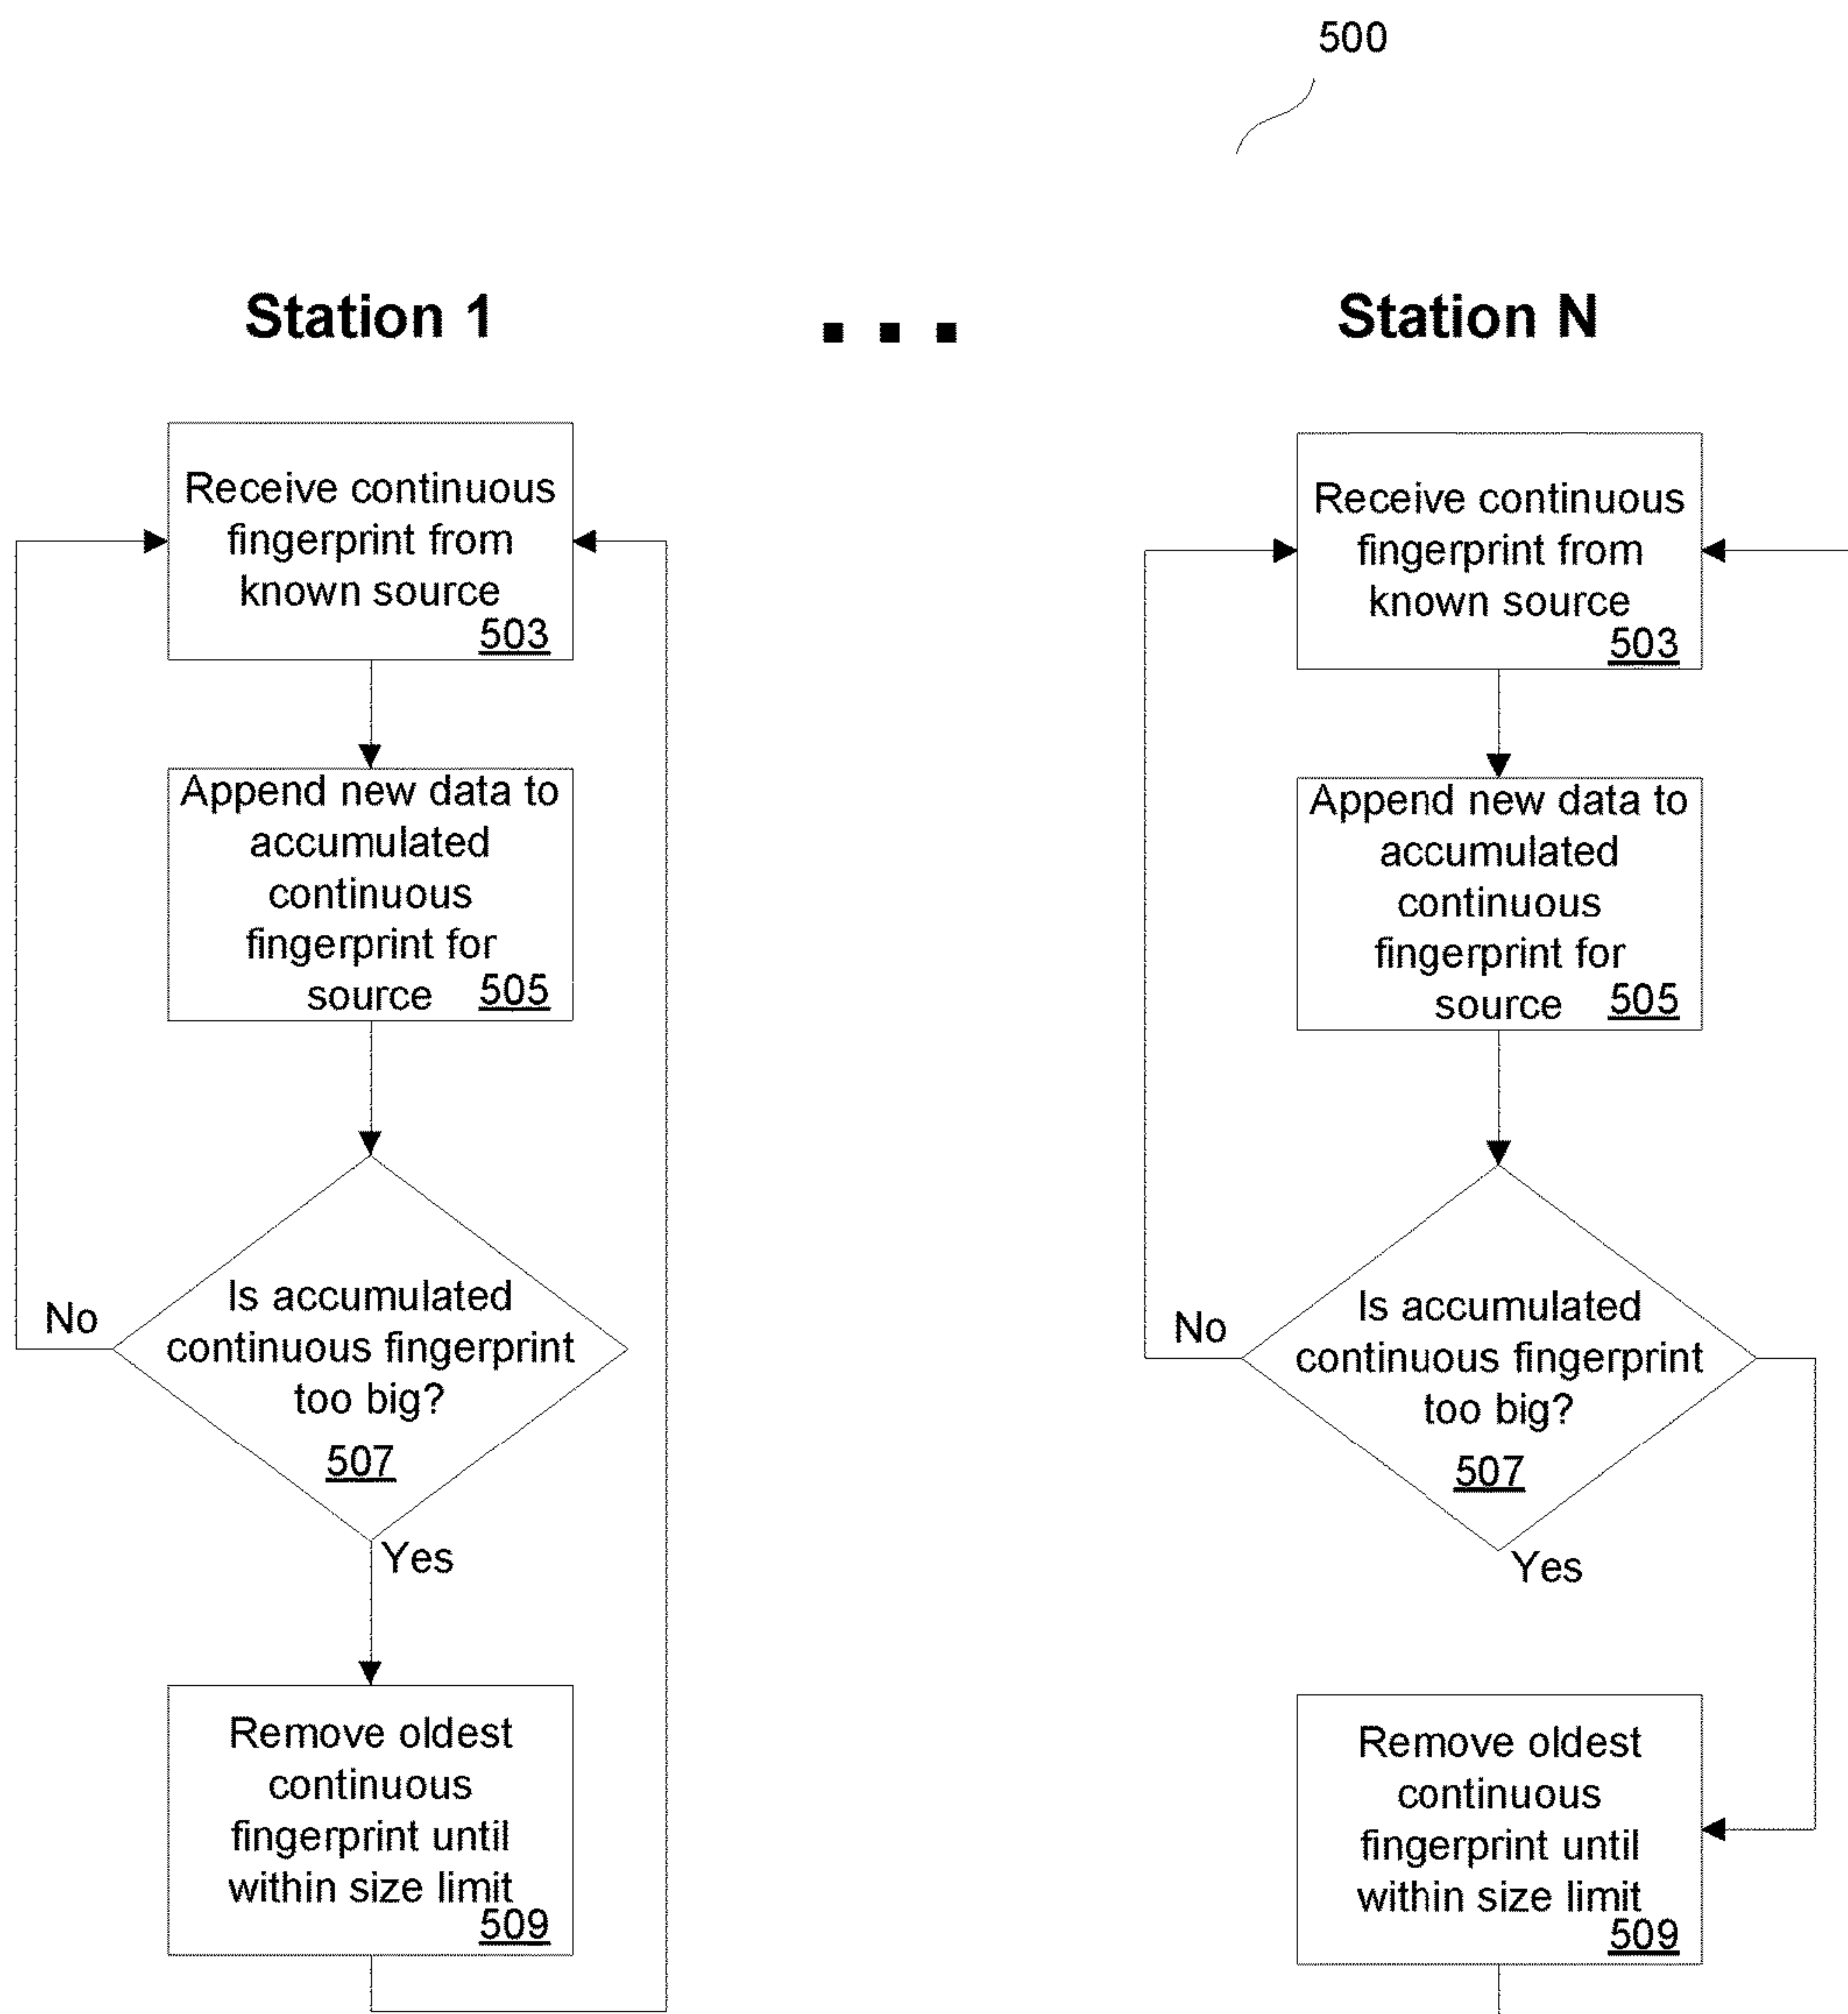 500
Station 1
...
Station N
Receive continuous
fingerprint from
known source
503
Append new data to
accumulated
continuous
fingerprint for
source 505
Is accumulated
continuous fingerprint
too big?
507
No
Yes
Remove oldest
continuous
fingerprint until
within size limit
509
Receive continuous
fingerprint from
known source
503
Append new data to
accumulated
continuous
fingerprint for
source 505
Is accumulated
continuous fingerprint
too big?
507
No
Yes
Remove oldest
continuous
fingerprint until
within size limit
509